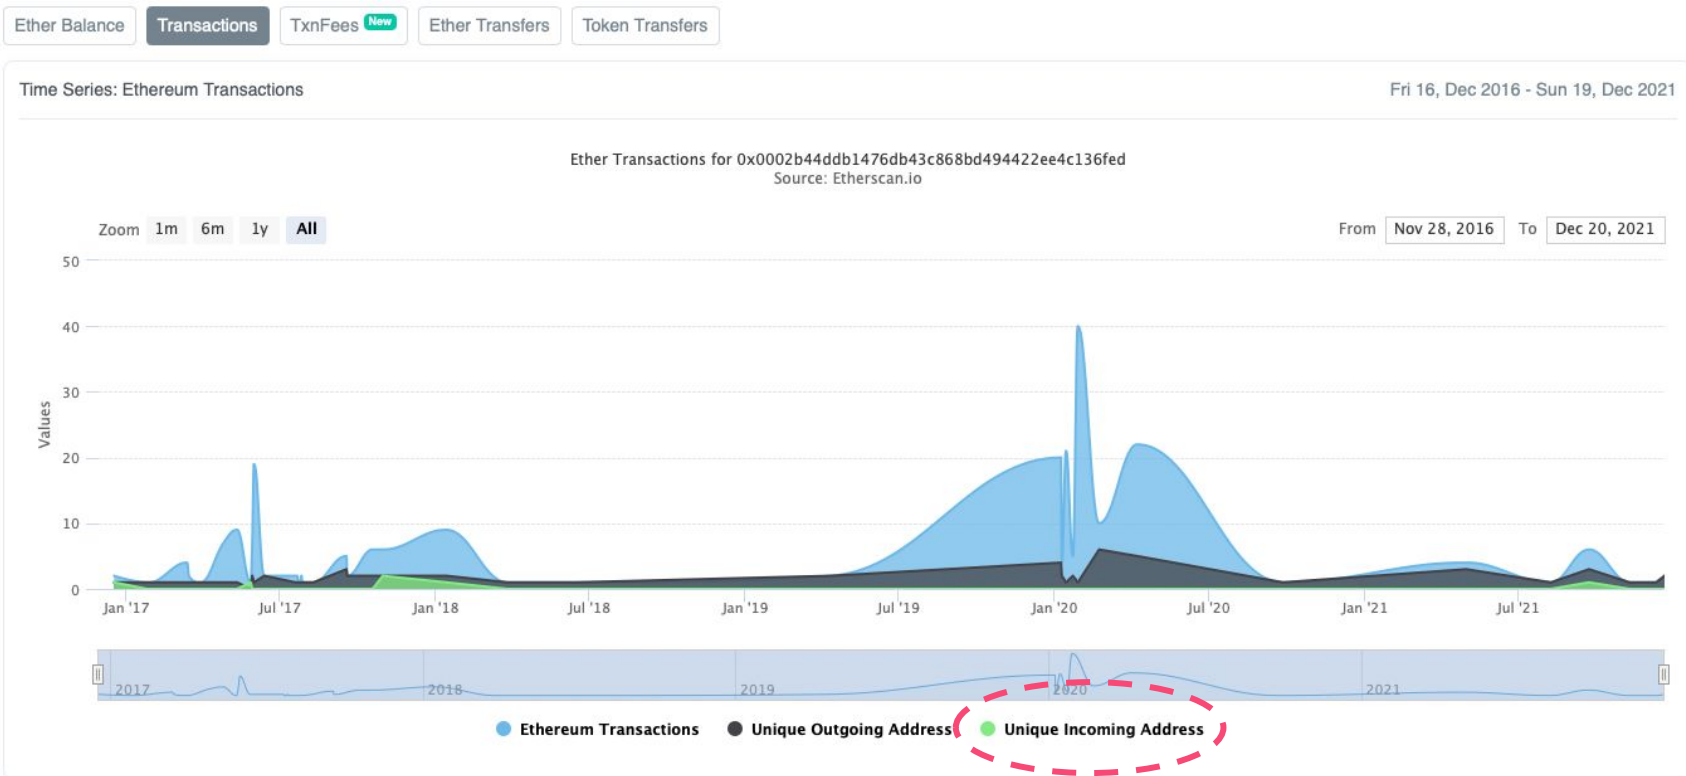 Ether Balance Transactions TxnFees New Ether Transfers Token Transfers
Time Series: Ethereum Transactions Fri 16, Dec 2016 - Sun 19, Dec 2021
Ether Transactions for 0x0002b44ddb1476db43c868bd494422ee4c136fed
Source: Etherscan.io
Zoom 1m 6m 1y All From Nov 28, 2016 To Dec 20, 2021
50
40
30
Values
20
10
0
Jan '17 Jul '17 Jan '18 Jul '18 Jan '19 Jul '19 Jan '20 Jul '20 Jan '21 Jul '21
2017 2018 2019 2020 2021
Ethereum Transactions Unique Outgoing Address Unique Incoming Address